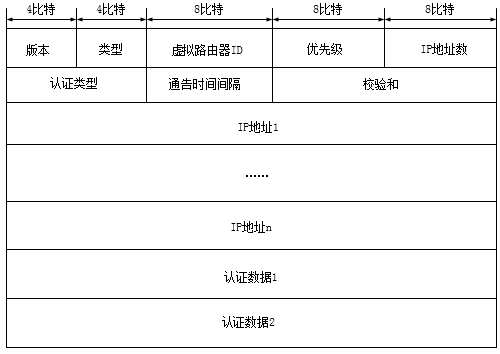 4比特 4比特 8比特 8比特 8比特
版本 类型 虚拟路由器ID 优先级 IP地址数
认证类型 通告时间间隔 校验和
IP地址1
……
IP地址n
认证数据1
认证数据2